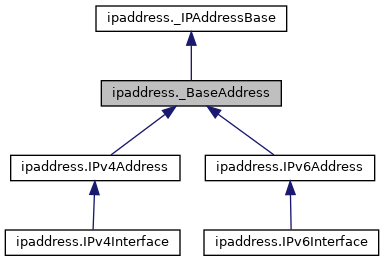 ipaddress._IPAddressBase
ipaddress._BaseAddress
ipaddress.IPv4Address
ipaddress.IPv6Address
ipaddress.IPv4Interface
ipaddress.IPv6Interface